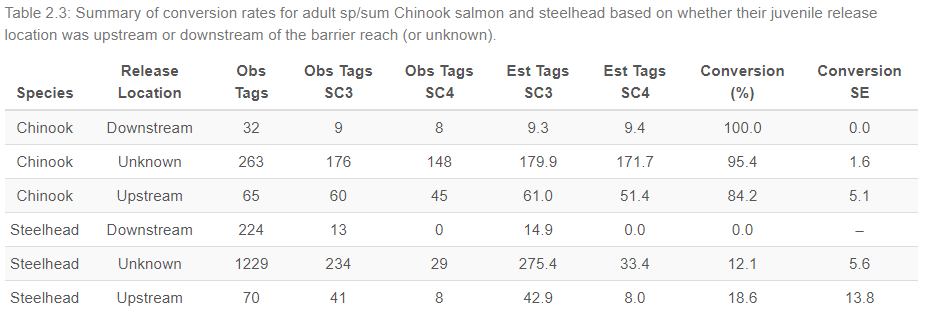 Table 2.3: Summary of conversion rates for adult sp/sum Chinook salmon and steelhead based on whether their juvenile release
location was upstream or downstream of the barrier reach (or unknown).
Release Obs Obs Tags Obs Tags Est Tags Est Tags Conversion Conversion
Species Location Tags SC3 SC4 SC3 SC4 (%) SE
Chinook Downstream 32 9 8 9.3 9.4 100.0 0.0
Chinook Unknown 263 176 148 179.9 171.7 95.4 1.6
Chinook Upstream 65 60 45 61.0 51.4 84.2 5.1
Steelhead Downstream 224 13 0 14.9 0.0 0.0 –
Steelhead Unknown 1229 234 29 275.4 33.4 12.1 5.6
Steelhead Upstream 70 41 8 42.9 8.0 18.6 13.8